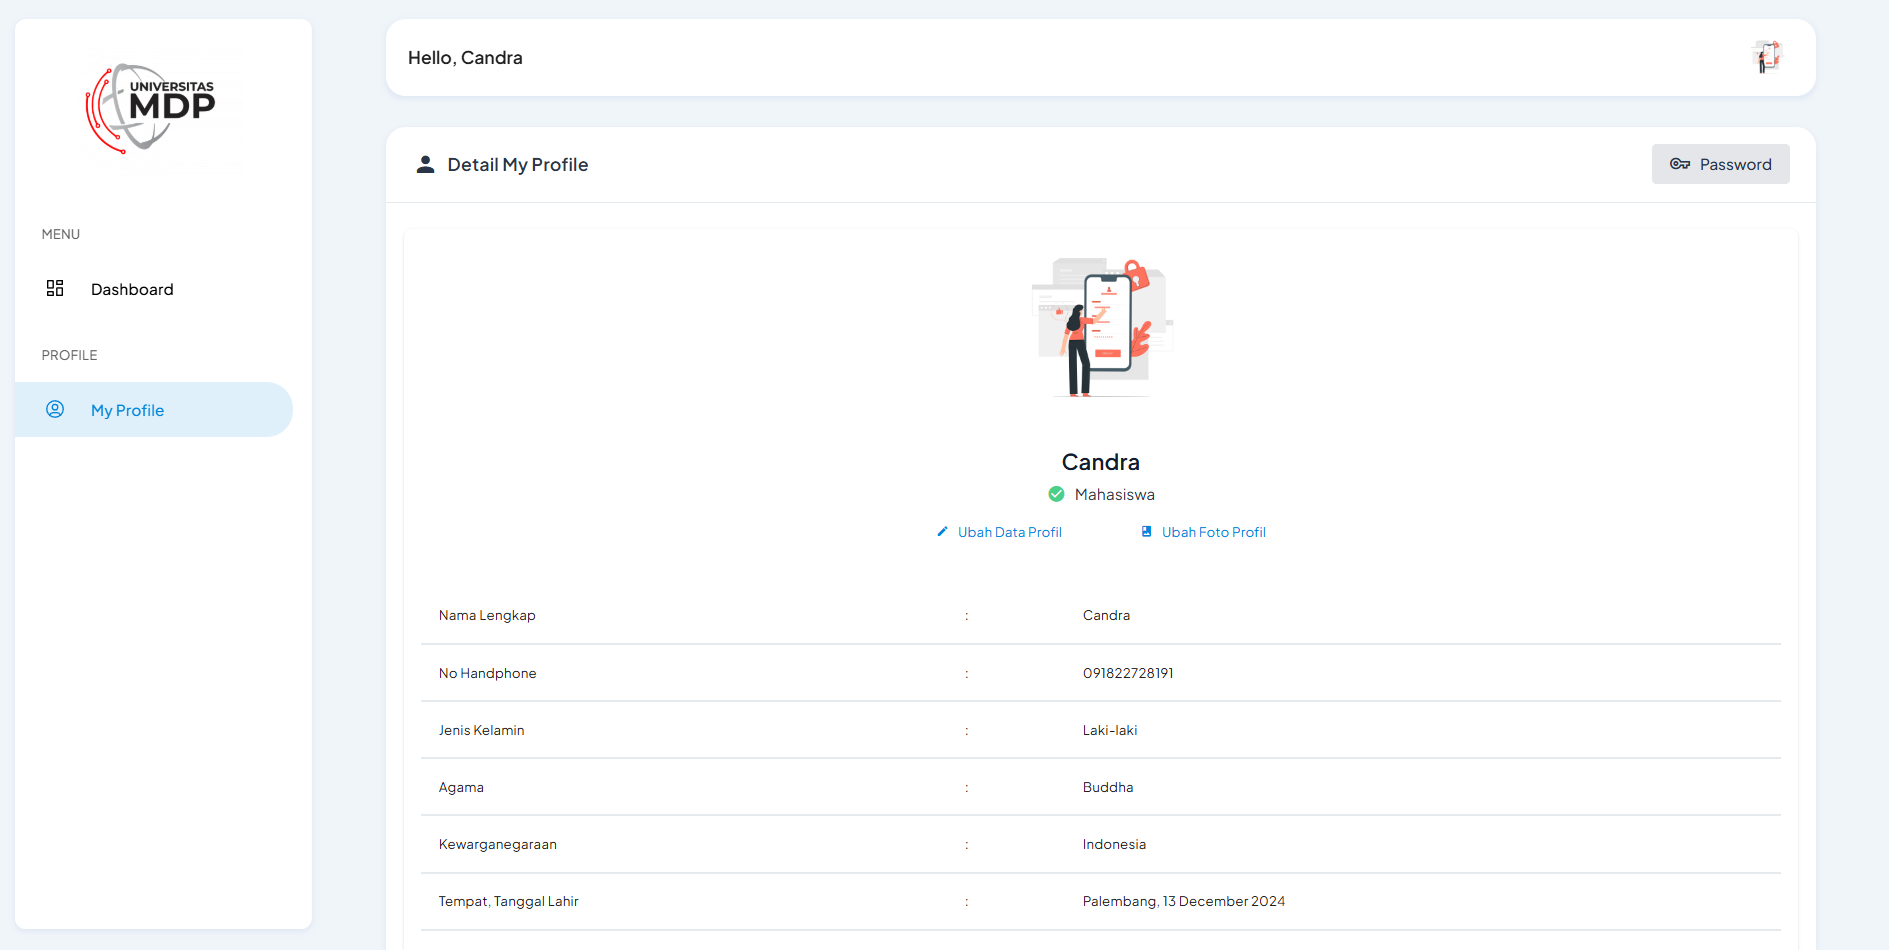 UNIVERSITAS
MDP
MENU
Dashboard
PROFILE
My Profile
Hello, Candra
Detail My Profile
Password
Candra
Mahasiswa
Ubah Data Profil
Ubah Foto Profil
Nama Lengkap : Candra
No Handphone : 091822728191
Jenis Kelamin : Laki-laki
Agama : Buddha
Kewarganegaraan : Indonesia
Tempat, Tanggal Lahir : Palembang, 13 December 2024